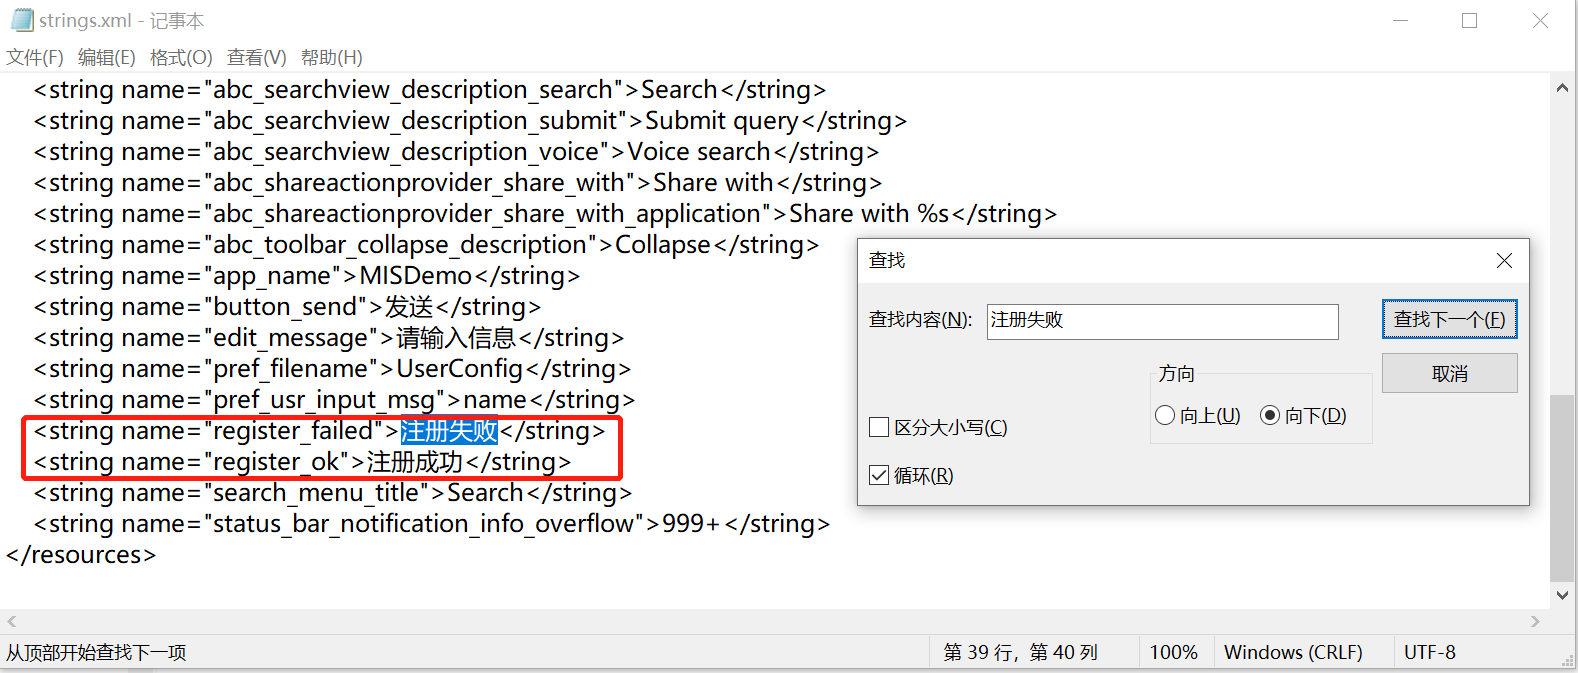 strings.xml - 记事本
文件(F) 编辑(E) 格式(O) 查看(V) 帮助(H)
<string name="abc_searchview_description_search">Search</string>
<string name="abc_searchview_description_submit">Submit query</string>
<string name="abc_searchview_description_voice">Voice search</string>
<string name="abc_shareactionprovider_share_with">Share with</string>
<string name="abc_shareactionprovider_share_with_application">Share with %s</string>
<string name="abc_toolbar_collapse_description">Collapse</string>
<string name="app_name">MISDemo</string>
<string name="button_send">发送</string>
<string name="edit_message">请输入信息</string>
<string name="pref_filename">UserConfig</string>
<string name="pref_usr_input_msg">name</string>
<string name="register_failed">注册失败</string>
<string name="register_ok">注册成功</string>
<string name="search_menu_title">Search</string>
<string name="status_bar_notification_info_overflow">999+</string>
</resources>
查找
查找内容(N): 注册失败 查找下一个(F)
取消
方向
向上(U) 向下(D)
区分大小写(C)
循环(R)
从顶部开始查找下一项 第 39 行，第 40 列 100% Windows (CRLF) UTF-8